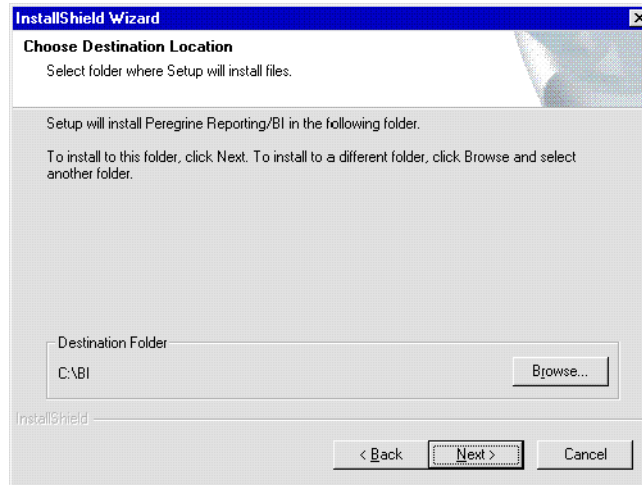 InstallShield Wizard
Choose Destination Location
Select folder where Setup will install files.
Setup will install Peregrine Reporting/BI in the following folder.
To install to this folder, click Next. To install to a different folder, click Browse and select
another folder.
Destination Folder
C:\BI
Browse...
InstallShield
< Back
Next >
Cancel